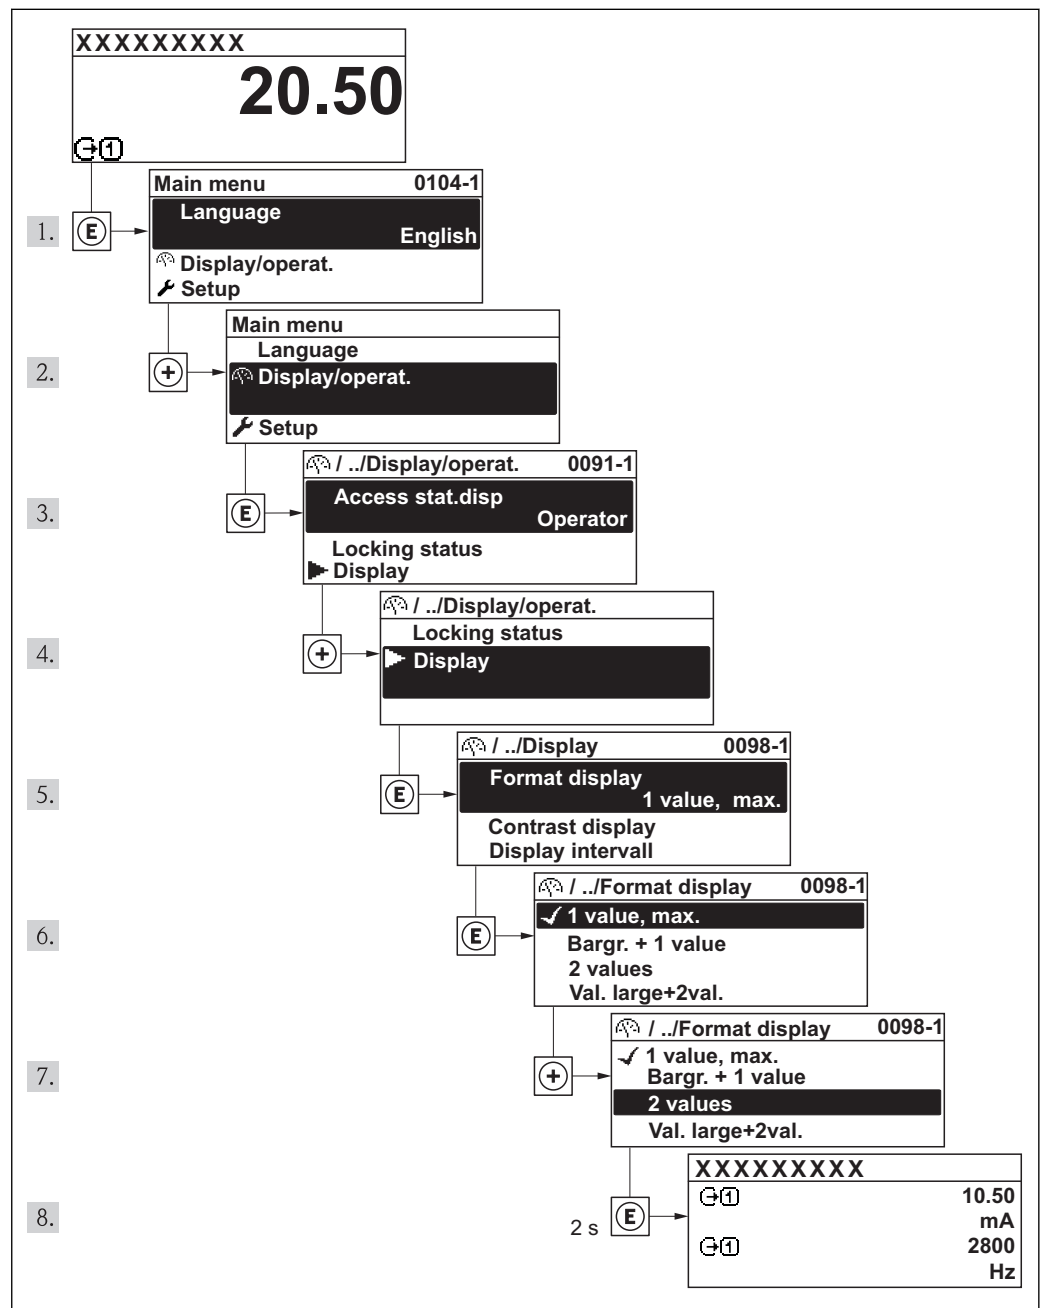 XXXXXXXXX
20.50
1
1.
E
Main menu 0104-1
Language
English
Display/operat.
Setup
2.
+
Main menu
Language
Display/operat.
Setup
3.
E
/ ../Display/operat. 0091-1
Access stat.disp
Operator
Locking status
Display
4.
+
/ ../Display/operat.
Locking status
Display
5.
E
/ ../Display 0098-1
Format display
1 value, max.
Contrast display
Display intervall
6.
E
/ ../Format display 0098-1
1 value, max.
Bargr. + 1 value
2 values
Val. large+2val.
7.
+
/ ../Format display 0098-1
1 value, max.
Bargr. + 1 value
2 values
Val. large+2val.
8.
2 s
E
XXXXXXXXX
1 10.50
mA
1 2800
Hz